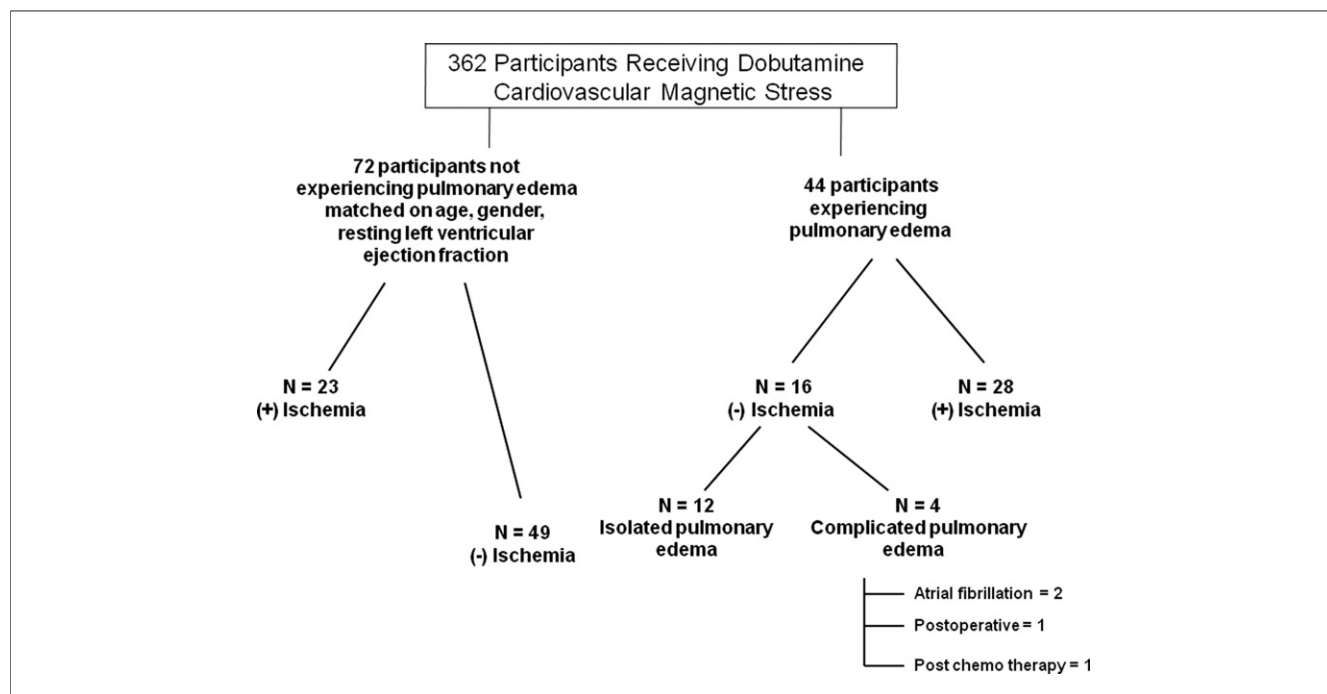 362 Participants Receiving Dobutamine
Cardiovascular Magnetic Stress
72 participants not
experiencing pulmonary edema
matched on age, gender,
resting left ventricular
ejection fraction
44 participants
experiencing
pulmonary edema
N = 23
(+) Ischemia
N = 16
(-) Ischemia
N = 28
(+) Ischemia
N = 49
(-) Ischemia
N = 12
Isolated pulmonary
edema
N = 4
Complicated pulmonary
edema
Atrial fibrillation = 2
Postoperative = 1
Post chemo therapy = 1